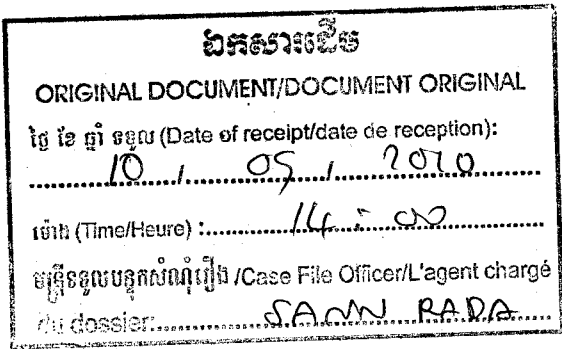 ឯកសារដើម
ORIGINAL DOCUMENT/DOCUMENT ORIGINAL
ថ្ងៃ ខែ ឆ្នាំ ទទួល (Date of receipt/date de reception):
10 / 05 / 2010
ម៉ោង (Time/Heure) : 14 : 00
មន្ត្រីទទួលបន្ទុកសំណុំរឿង /Case File Officer/L'agent chargé
du dossier: SANN RADA